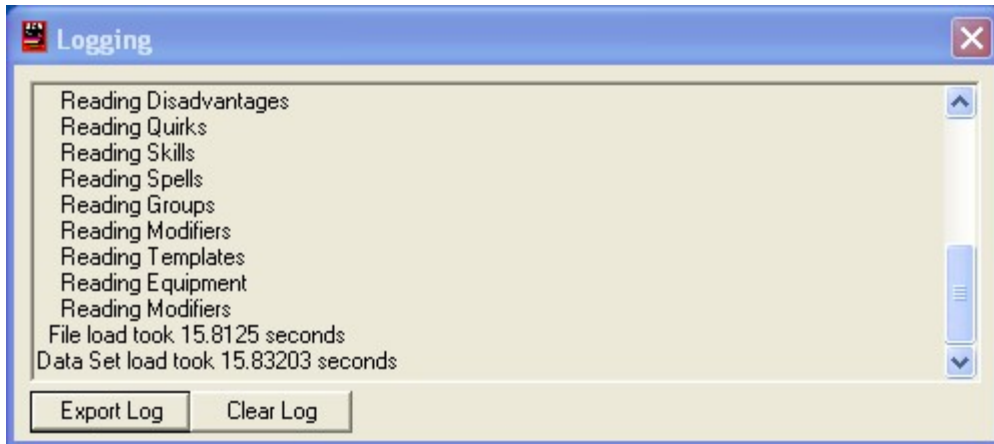 Logging
Reading Disadvantages
Reading Quirks
Reading Skills
Reading Spells
Reading Groups
Reading Modifiers
Reading Templates
Reading Equipment
Reading Modifiers
File load took 15.8125 seconds
Data Set load took 15.83203 seconds
Export Log Clear Log